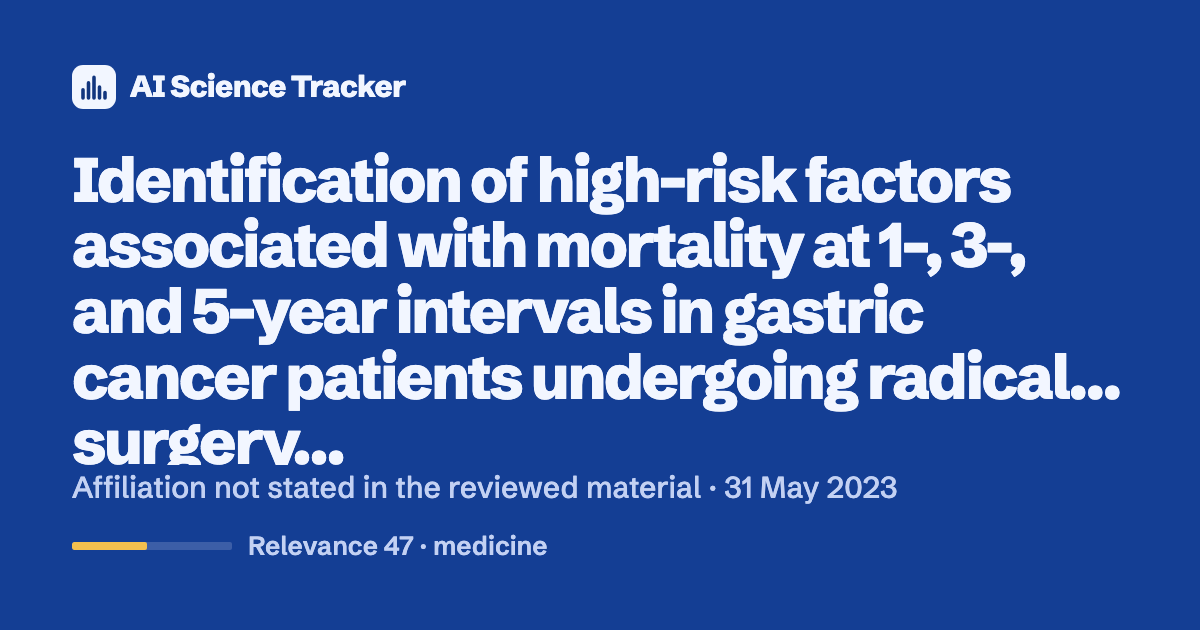 AI Science Tracker
Identification of high-risk factors
associated with mortality at 1-, 3-,
and 5-year intervals in gastric
cancer patients undergoing radical...
surgery...
Affiliation not stated in the reviewed material · 31 May 2023
Relevance 47 · medicine